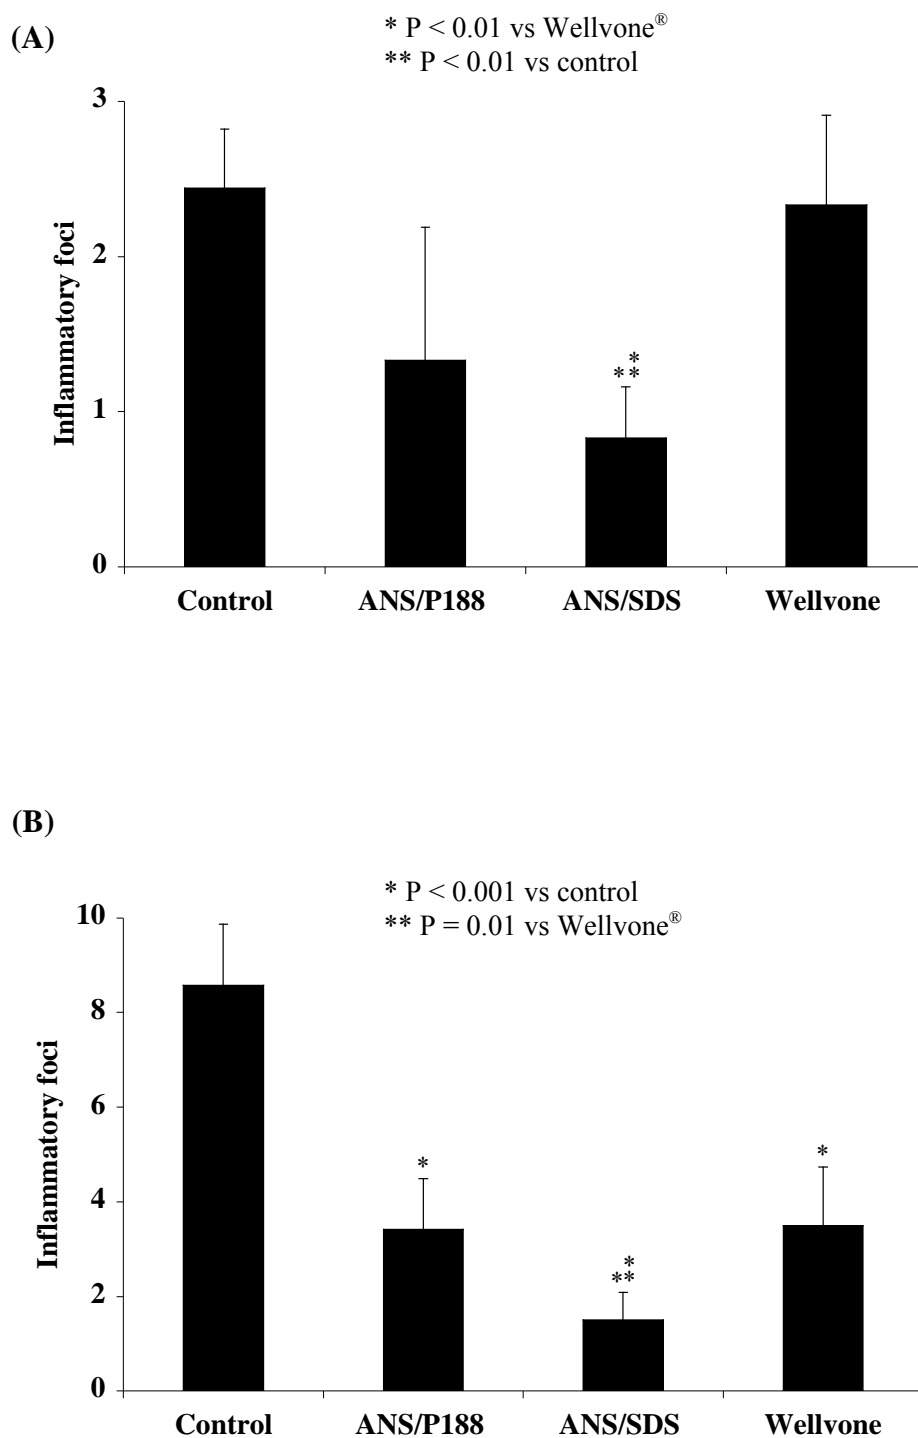 (A)
* P < 0.01 vs Wellvone®
** P < 0.01 vs control
3
2
1
0
Inflammatory foci
*
**
Control ANS/P188 ANS/SDS Wellvone
(B)
* P < 0.001 vs control
** P = 0.01 vs Wellvone®
10
8
6
4
2
0
Inflammatory foci
*
*
**
*
Control ANS/P188 ANS/SDS Wellvone